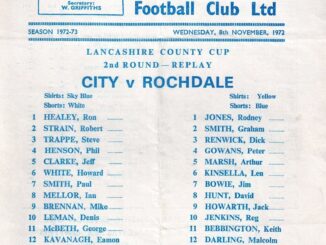 Secretary:
W. GRIFFITHS
Football Club Ltd
SEASON 1972-73
WEDNESDAY, 8th NOVEMBER, 1972
LANCASHIRE COUNTY CUP
2nd ROUND—REPLAY
CITY v ROCHDALE
Shirts: Sky Blue
Shorts: White
Shirts: Yellow
Shorts: Blue
1 HEALEY, Ron
2 STRAIN, Robert
3 TRAPPE, Steve
4 HENSON, Phil
5 CLARKE, Jeff
6 WHITE, Howard
7 SMITH, Paul
8 MELLOR, Ian
9 BRENNAN, Mike
10 LEMAN, Denis
11 McBETH, George
12 KAVANAGH, Eamon
1 JONES, Rodney
2 SMITH, Graham
3 RENWICK, Dick
4 GOWANS, Peter
5 MARSH, Arthur
6 KINSELLA, Len
7 BOWIE, Jim
8 HUNT, David
9 HOWARTH, Jack
10 JENKINS, Reg
11 BEBBINGTON, Keith
12 DARLING, Malcolm